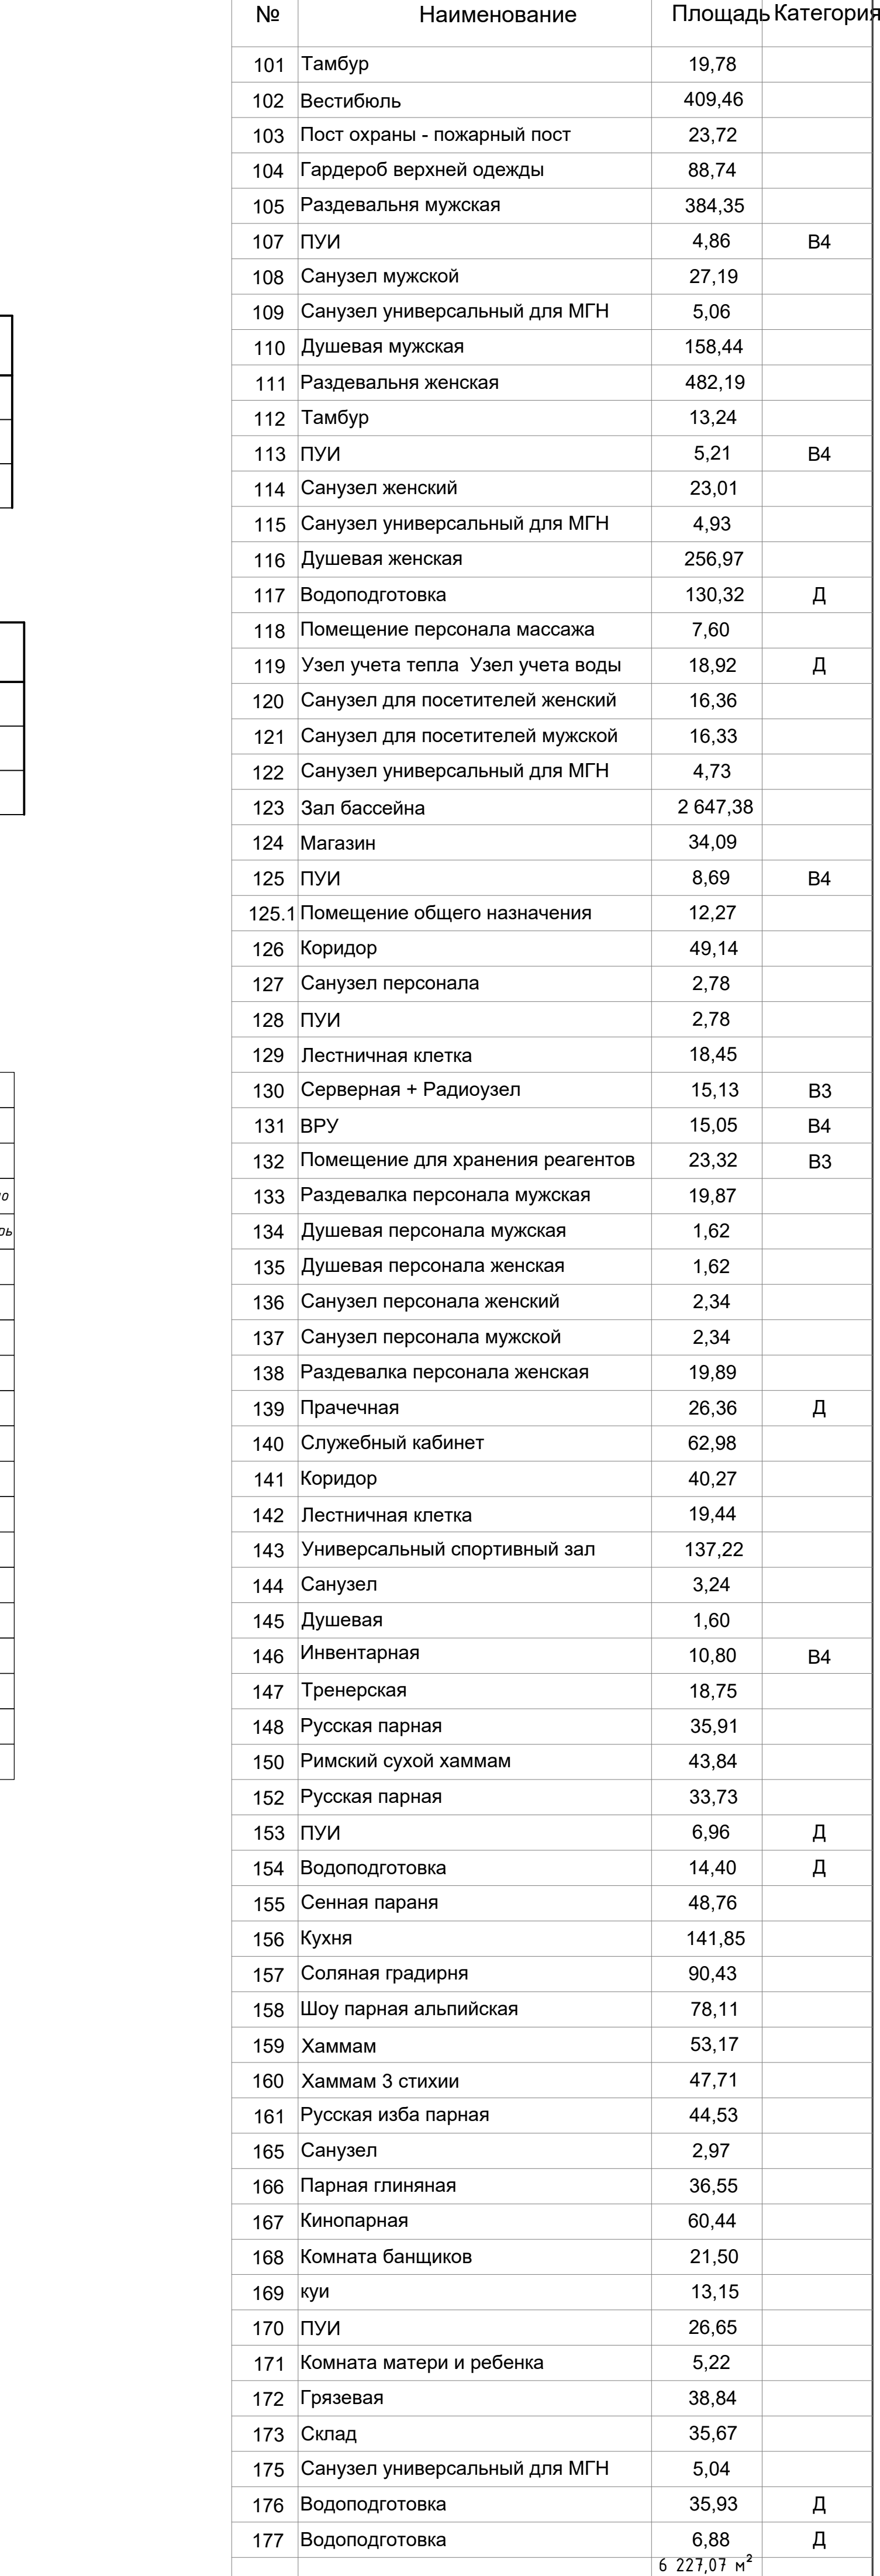 № Наименование Площадь Категория
101 Тамбур 19,78
102 Вестибюль 409,46
103 Пост охраны - пожарный пост 23,72
104 Гардероб верхней одежды 88,74
105 Раздевальня мужская 384,35
107 ПУИ 4,86 В4
108 Санузел мужской 27,19
109 Санузел универсальный для МГН 5,06
110 Душевая мужская 158,44
111 Раздевальня женская 482,19
112 Тамбур 13,24
113 ПУИ 5,21 В4
114 Санузел женский 23,01
115 Санузел универсальный для МГН 4,93
116 Душевая женская 256,97
117 Водоподготовка 130,32 Д
118 Помещение персонала массажа 7,60
119 Узел учета тепла Узел учета воды 18,92 Д
120 Санузел для посетителей женский 16,36
121 Санузел для посетителей мужской 16,33
122 Санузел универсальный для МГН 4,73
123 Зал бассейна 2 647,38
124 Магазин 34,09
125 ПУИ 8,69 В4
125.1 Помещение общего назначения 12,27
126 Коридор 49,14
127 Санузел персонала 2,78
128 ПУИ 2,78
129 Лестничная клетка 18,45
130 Серверная + Радиоузел 15,13 В3
131 ВРУ 15,05 В4
132 Помещение для хранения реагентов 23,32 В3
133 Раздевалка персонала мужская 19,87
134 Душевая персонала мужская 1,62
135 Душевая персонала женская 1,62
136 Санузел персонала женский 2,34
137 Санузел персонала мужской 2,34
138 Раздевалка персонала женская 19,89
139 Прачечная 26,36 Д
140 Служебный кабинет 62,98
141 Коридор 40,27
142 Лестничная клетка 19,44
143 Универсальный спортивный зал 137,22
144 Санузел 3,24
145 Душевая 1,60
146 Инвентарная 10,80 В4
147 Тренерская 18,75
148 Русская парная 35,91
150 Римский сухой хаммам 43,84
152 Русская парная 33,73
153 ПУИ 6,96 Д
154 Водоподготовка 14,40 Д
155 Сенная параня 48,76
156 Кухня 141,85
157 Соляная градирня 90,43
158 Шоу парная альпийская 78,11
159 Хаммам 53,17
160 Хаммам 3 стихии 47,71
161 Русская изба парная 44,53
165 Санузел 2,97
166 Парная глиняная 36,55
167 Кинопарная 60,44
168 Комната банщиков 21,50
169 куи 13,15
170 ПУИ 26,65
171 Комната матери и ребенка 5,22
172 Грязевая 38,84
173 Склад 35,67
175 Санузел универсальный для МГН 5,04
176 Водоподготовка 35,93 Д
177 Водоподготовка 6,88 Д
6 227,07 м²